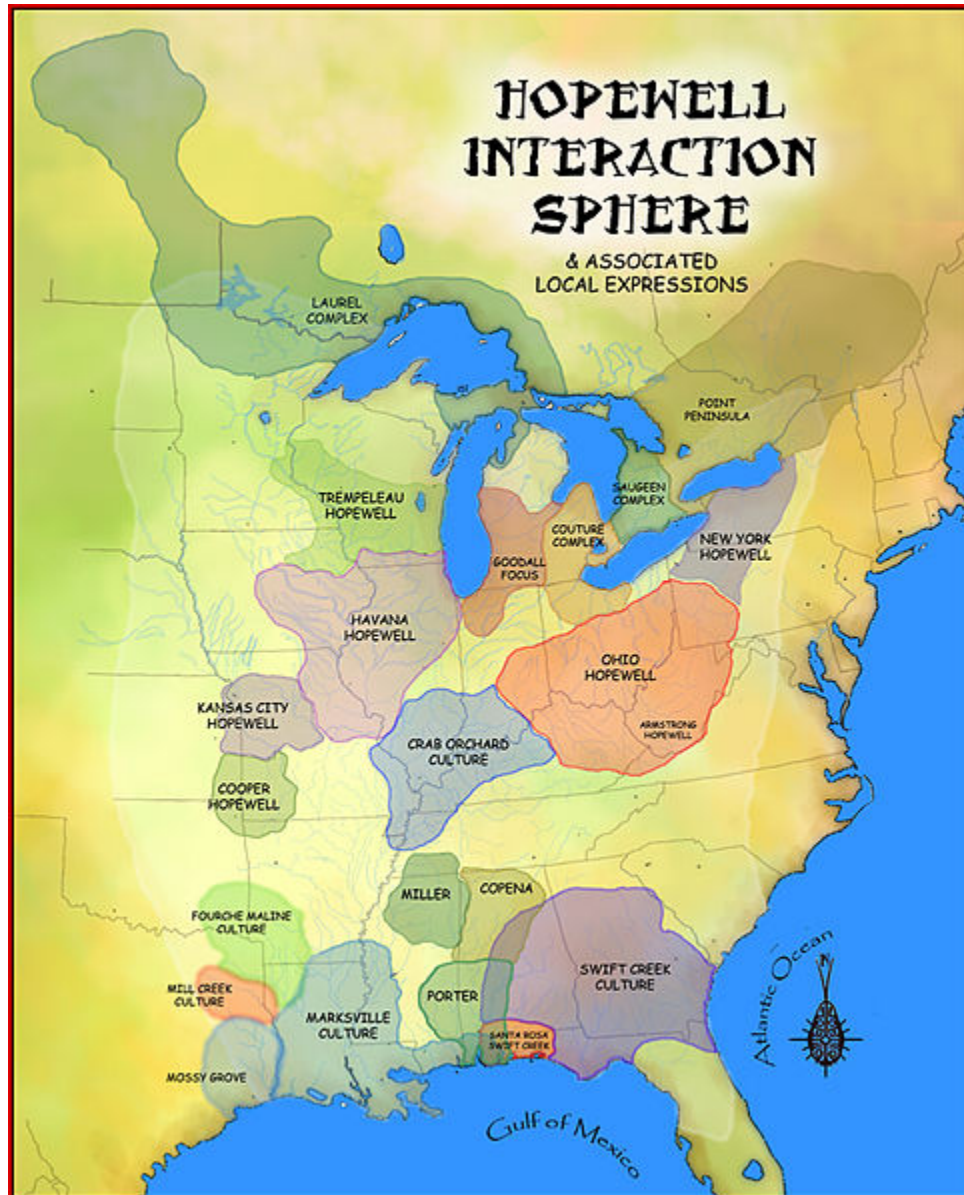 HOPEWELL
INTERACTION
SPHERE
& ASSOCIATED
LOCAL EXPRESSIONS
LAUREL
COMPLEX
POINT
PENINSULA
TREMPELEAU
HOPEWELL
SAUGEEN
COMPLEX
GOODALL
FOCUS
COUTURE
COMPLEX
NEW YORK
HOPEWELL
HAVANA
HOPEWELL
OHIO
HOPEWELL
KANSAS CITY
HOPEWELL
ARMSTRONG
HOPEWELL
CRAB ORCHARD
CULTURE
COOPER
HOPEWELL
MILLER
COPENA
FOURCHE MALINE
CULTURE
SWIFT CREEK
CULTURE
MILL CREEK
CULTURE
PORTER
MARKSVILLE
CULTURE
SANTA ROSA
SWIFT CREEK
MOSSY GROVE
Atlantic Ocean
Gulf of Mexico